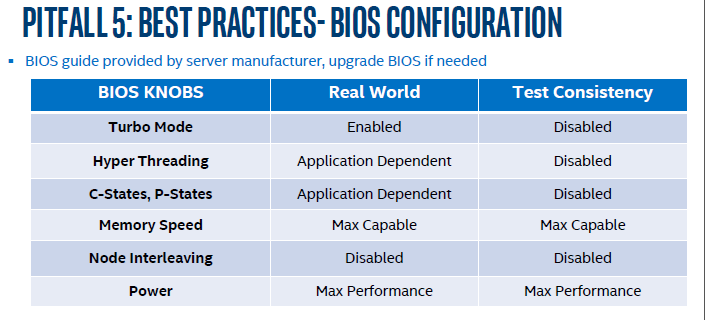 PITFALL 5: BEST PRACTICES- BIOS CONFIGURATION
▪ BIOS guide provided by server manufacturer, upgrade BIOS if needed
BIOS KNOBS Real World Test Consistency
Turbo Mode Enabled Disabled
Hyper Threading Application Dependent Disabled
C-States, P-States Application Dependent Disabled
Memory Speed Max Capable Max Capable
Node Interleaving Disabled Disabled
Power Max Performance Max Performance